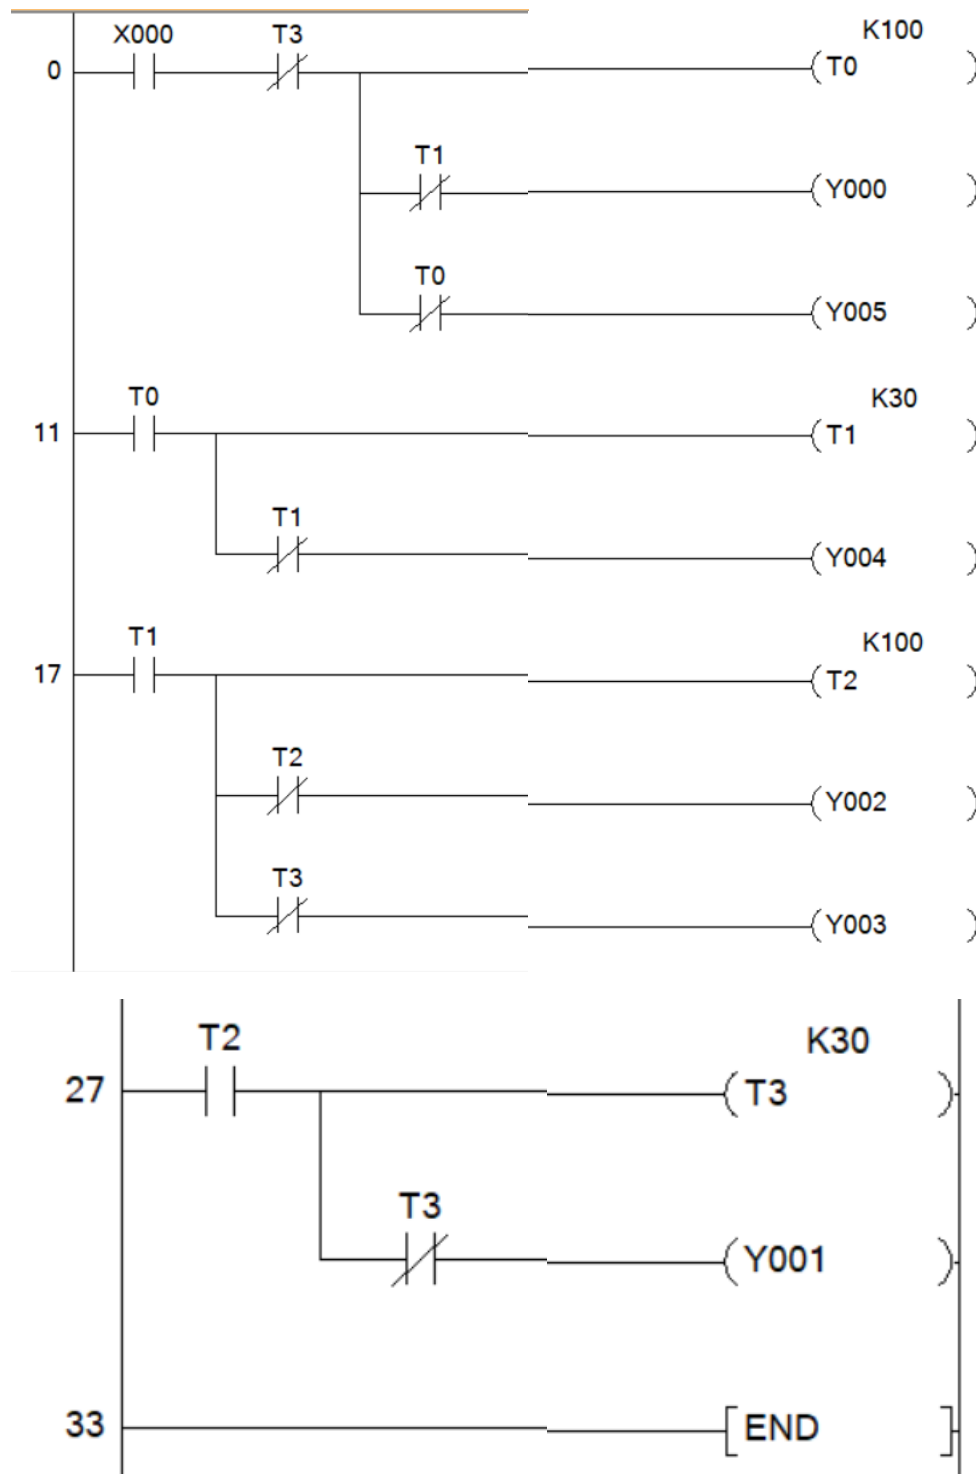 X000 T3 K100
0 T0
T1
Y000
T0
Y005
T0 K30
11 T1
T1
Y004
T1 K100
17 T2
T2
Y002
T3
Y003
T2 K30
27 T3
T3
Y001
33 END